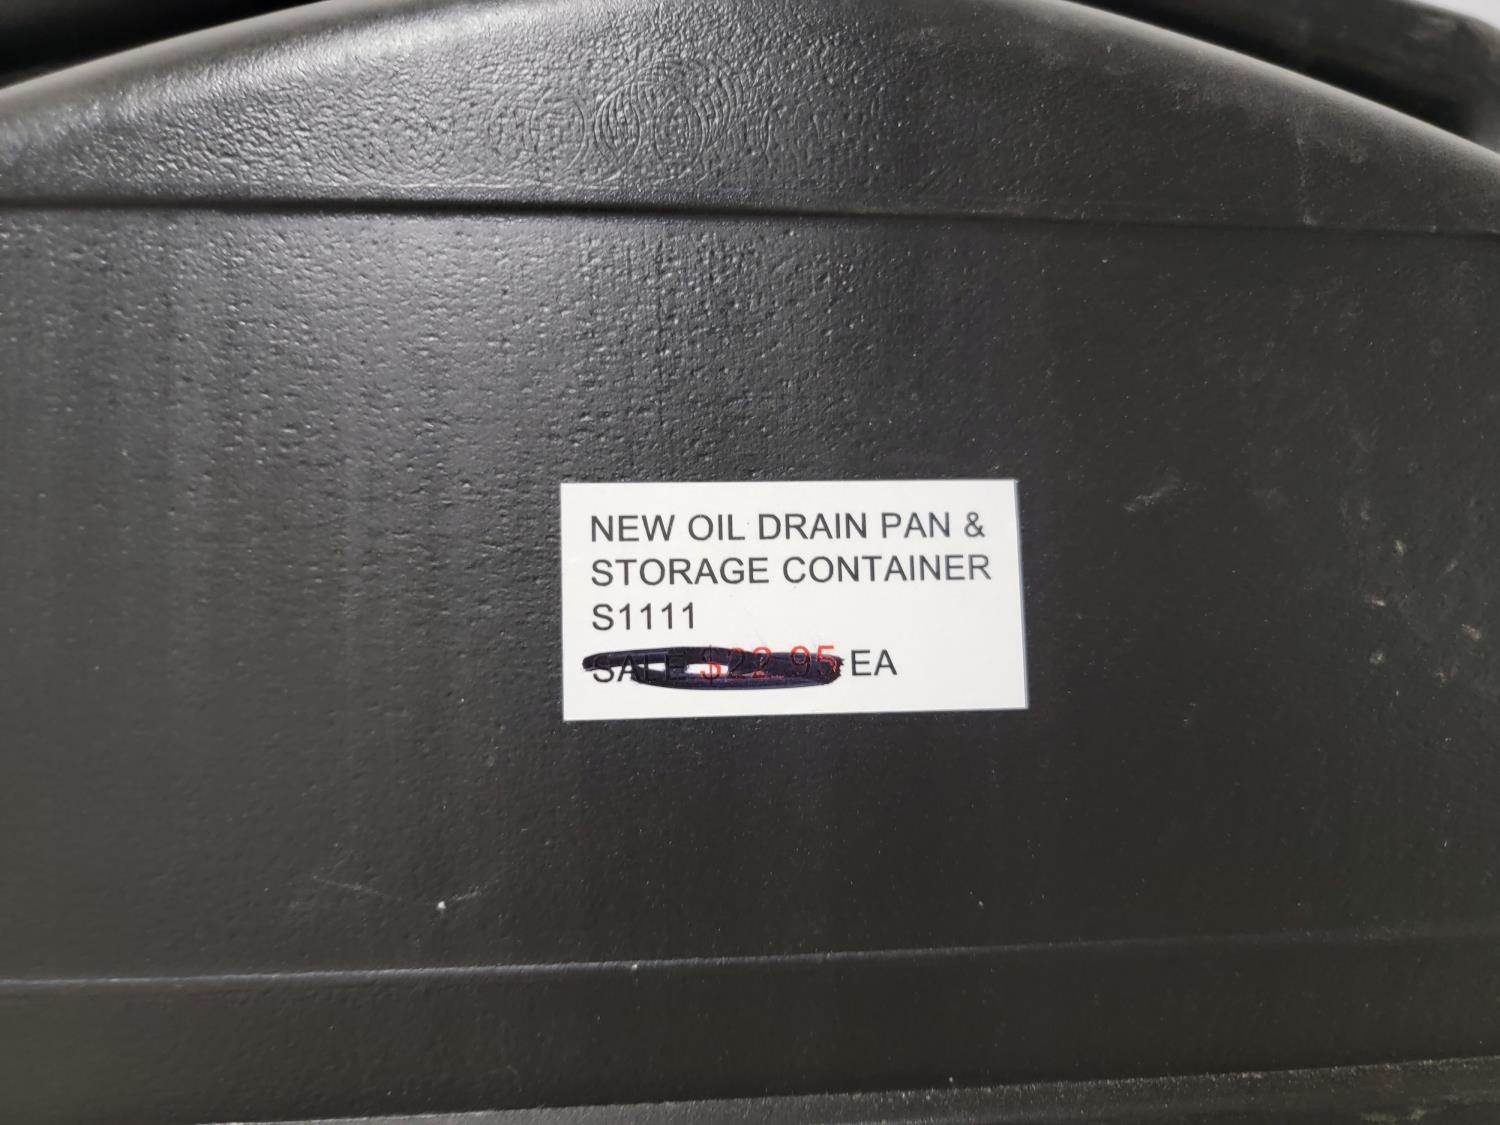 NEW OIL DRAIN PAN &
STORAGE CONTAINER
S1111
SALE $22.95 EA